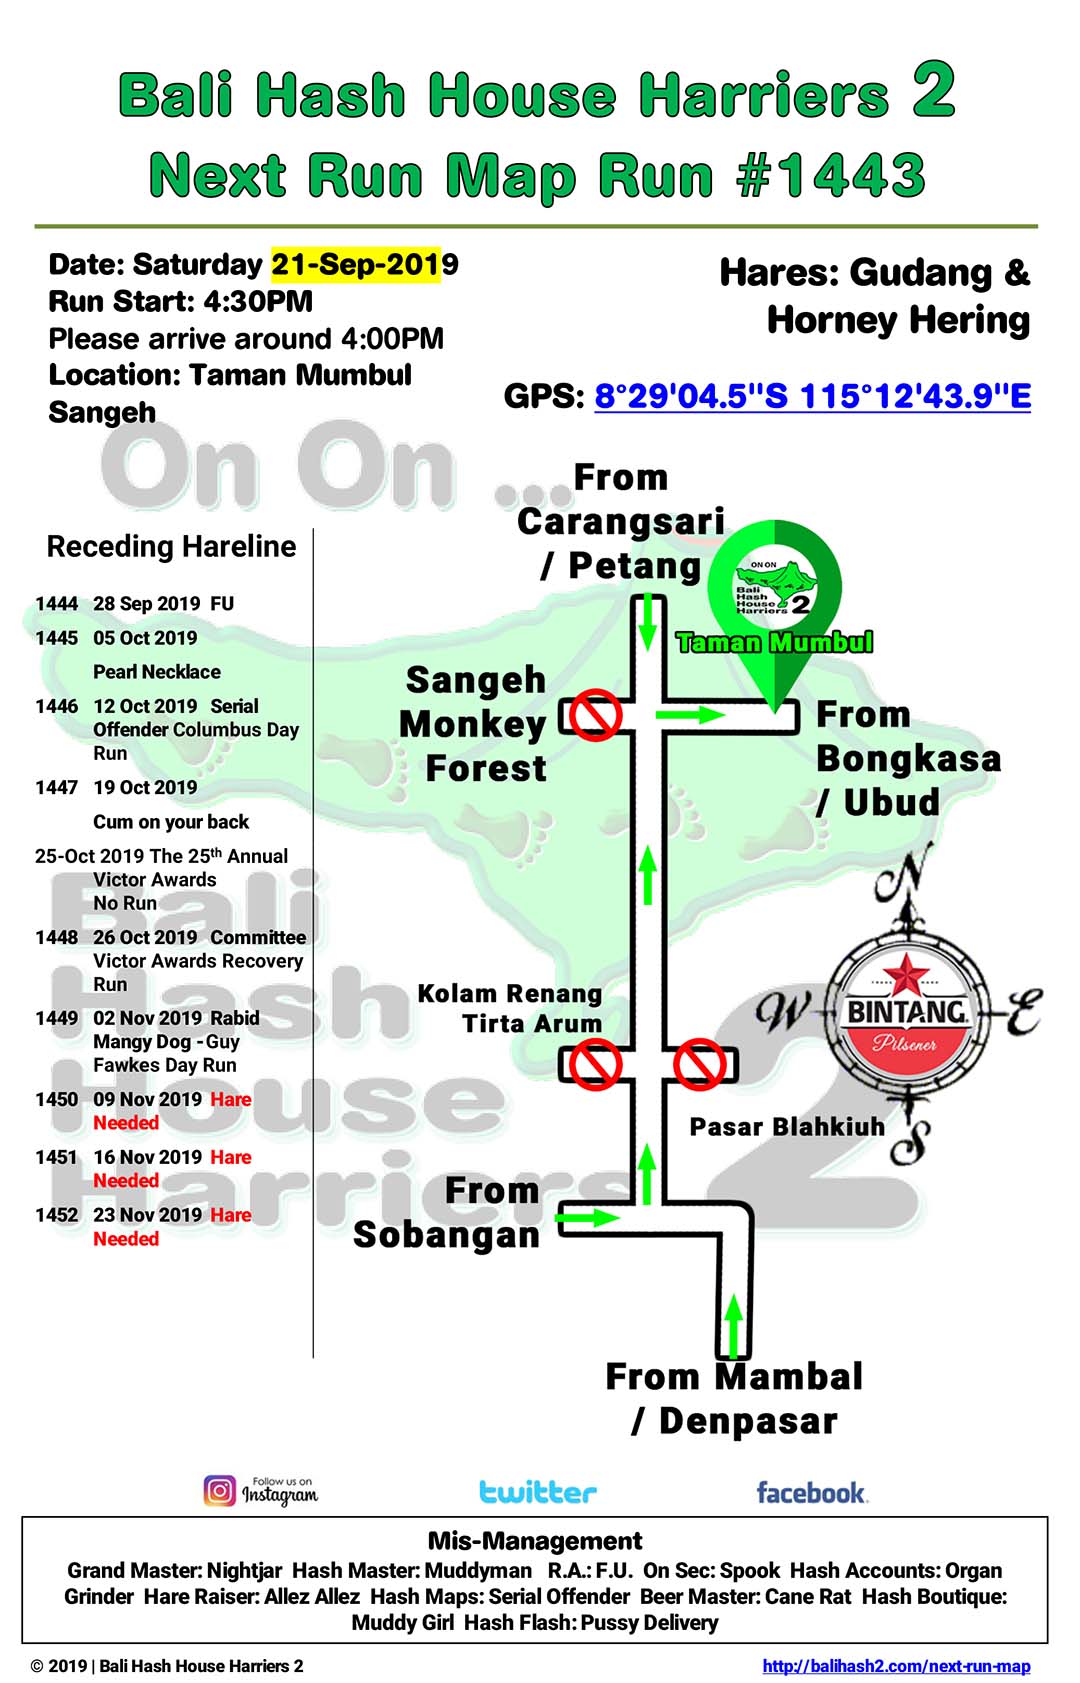 Bali Hash House Harriers 2
Next Run Map Run #1443
Date: Saturday 21-Sep-2019
Run Start: 4:30PM
Please arrive around 4:00PM
Location: Taman Mumbul
Sangeh
Hares: Gudang &
Horney Hering
GPS: 8°29'04.5"S 115°12'43.9"E
On On ...
Receding Hareline
1444 28 Sep 2019 FU
1445 05 Oct 2019
Pearl Necklace
1446 12 Oct 2019 Serial
Offender Columbus Day
Run
1447 19 Oct 2019
Cum on your back
25-Oct 2019 The 25th Annual
Victor Awards
No Run
1448 26 Oct 2019 Committee
Victor Awards Recovery
Run
1449 02 Nov 2019 Rabid
Mangy Dog -Guy
Fawkes Day Run
1450 09 Nov 2019 Hare
Needed
1451 16 Nov 2019 Hare
Needed
1452 23 Nov 2019 Hare
Needed
Bali
Hash
House
Harriers 2
From
Carangsari
/ Petang
ON ON
Bali
Hash
House
Harriers 2
Taman Mumbul
Sangeh
Monkey
Forest
From
Bongkasa
/ Ubud
Kolam Renang
Tirta Arum
Pasar Blahkiuh
N
W
E
S
TRADE MARK
BINTANG
Pilsener
From
Sobangan
From Mambal
/ Denpasar
Follow us on
Instagram
twitter
facebook
Mis-Management
Grand Master: Nightjar Hash Master: Muddyman R.A.: F.U. On Sec: Spook Hash Accounts: Organ
Grinder Hare Raiser: Allez Allez Hash Maps: Serial Offender Beer Master: Cane Rat Hash Boutique:
Muddy Girl Hash Flash: Pussy Delivery
© 2019 | Bali Hash House Harriers 2
http://balihash2.com/next-run-map